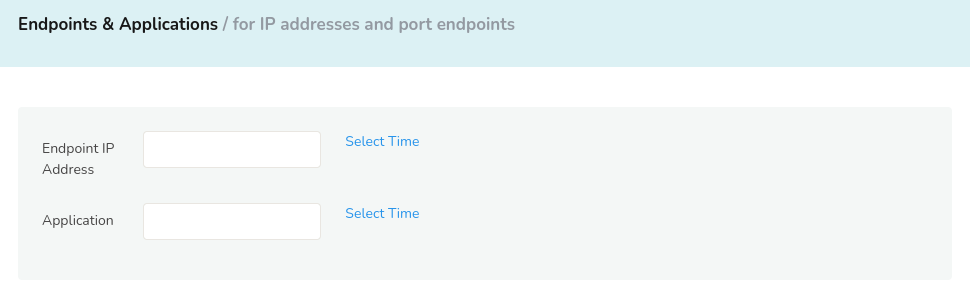 Endpoints & Applications / for IP addresses and port endpoints
Endpoint IP
Address
Select Time
Application
Select Time